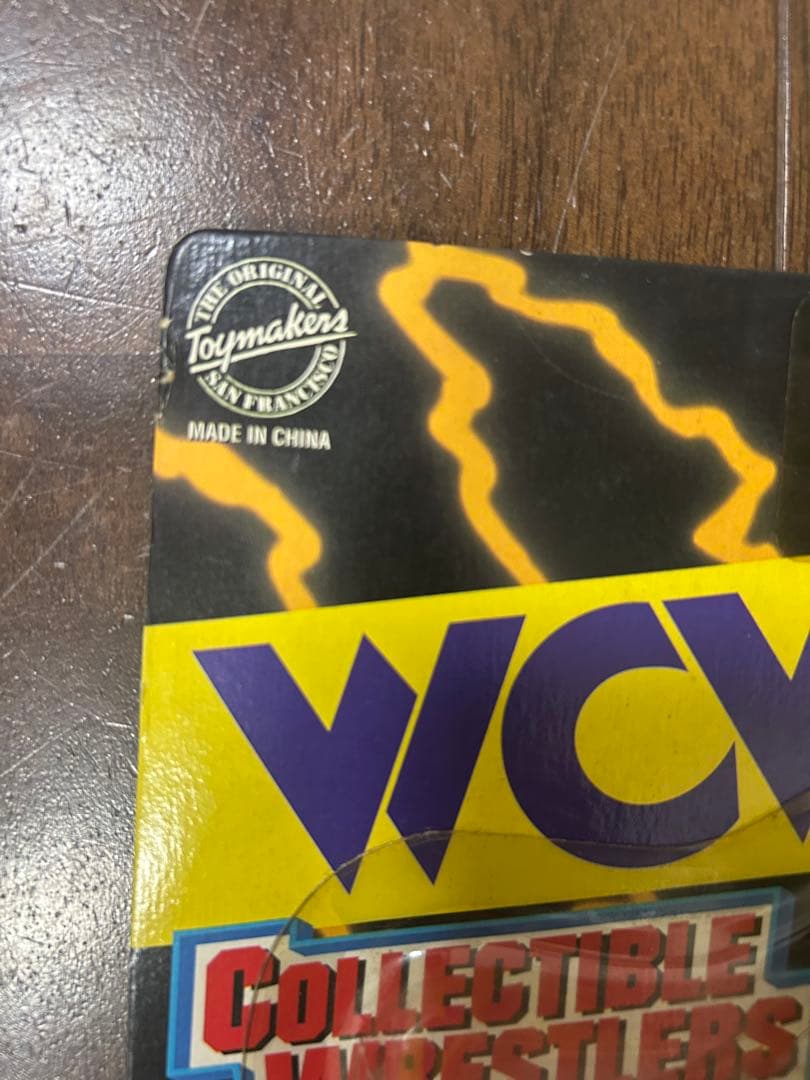 THE ORIGINAL
Toymakers
SAN FRANCISCO
MADE IN CHINA
WCW
COLLECTIBLE
WRESTLERS